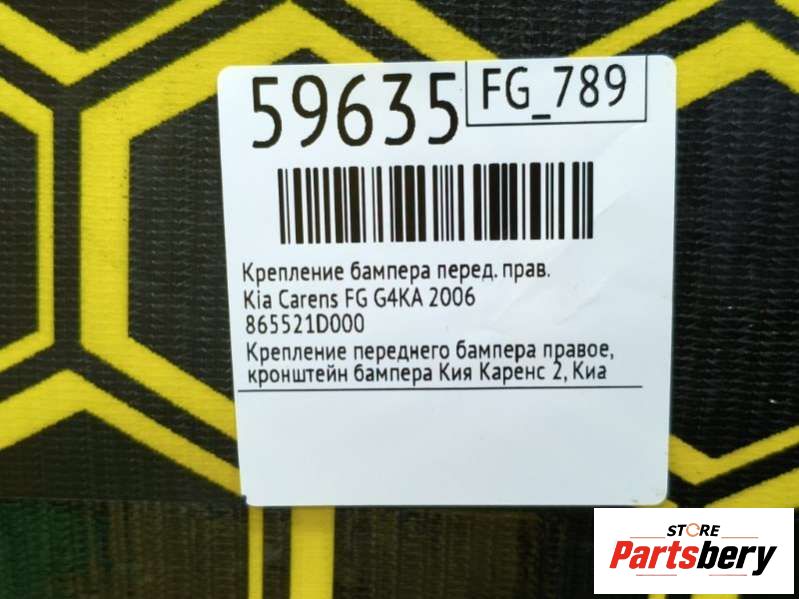 59635
FG_789
Крепление бампера перед. прав.
Kia Carens FG G4KA 2006
865521D000
Крепление переднего бампера правое,
кронштейн бампера Кия Каренс 2, Киа
STORE
Partsbery